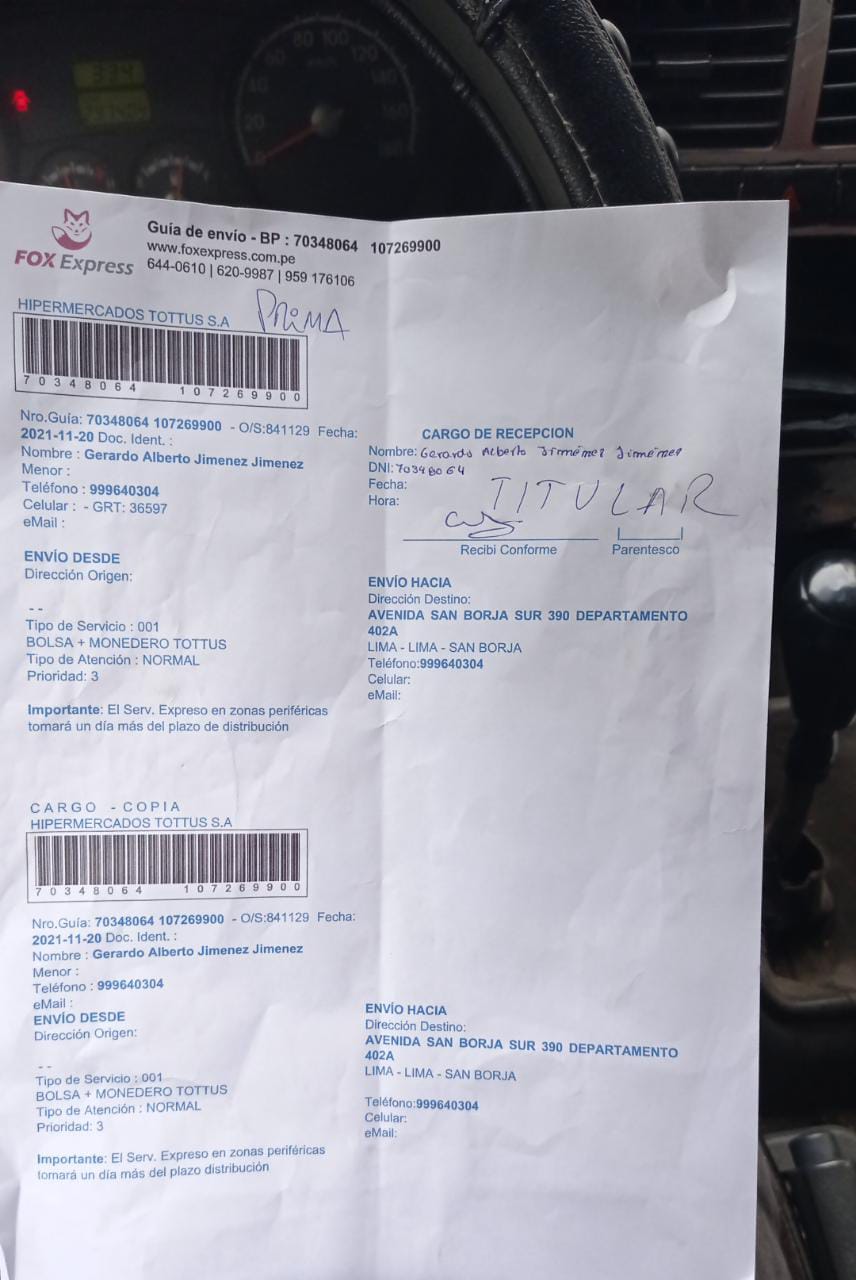 FOX Express
Guía de envío - BP : 70348064 107269900
www.foxexpress.com.pe
644-0610 | 620-9987 | 959 176106
HIPERMERCADOS TOTTUS S.A PRIMA
70348064 107269900
Nro.Guía: 70348064 107269900 - O/S:841129 Fecha:
2021-11-20 Doc. Ident. :
Nombre : Gerardo Alberto Jimenez Jimenez
Menor :
Teléfono : 999640304
Celular : - GRT: 36597
eMail :
CARGO DE RECEPCION
Nombre: Gerardo Alberto Jimémez Jimémez
DNI: 70348064
Fecha:
Hora:
TITULAR
Recibi Conforme Parentesco
ENVÍO DESDE
Dirección Origen:
- -
Tipo de Servicio : 001
BOLSA + MONEDERO TOTTUS
Tipo de Atención : NORMAL
Prioridad: 3
ENVÍO HACIA
Dirección Destino:
AVENIDA SAN BORJA SUR 390 DEPARTAMENTO
402A
LIMA - LIMA - SAN BORJA
Teléfono:999640304
Celular:
eMail:
Importante: El Serv. Expreso en zonas periféricas
tomará un día más del plazo de distribución
CARGO - COPIA
HIPERMERCADOS TOTTUS S.A
70348064 107269900
Nro.Guía: 70348064 107269900 - O/S:841129 Fecha:
2021-11-20 Doc. Ident. :
Nombre : Gerardo Alberto Jimenez Jimenez
Menor :
Teléfono : 999640304
eMail :
ENVÍO DESDE
Dirección Origen:
- -
Tipo de Servicio : 001
BOLSA + MONEDERO TOTTUS
Tipo de Atención : NORMAL
Prioridad: 3
ENVÍO HACIA
Dirección Destino:
AVENIDA SAN BORJA SUR 390 DEPARTAMENTO
402A
LIMA - LIMA - SAN BORJA
Teléfono:999640304
Celular:
eMail:
Importante: El Serv. Expreso en zonas periféricas
tomará un día más del plazo distribución